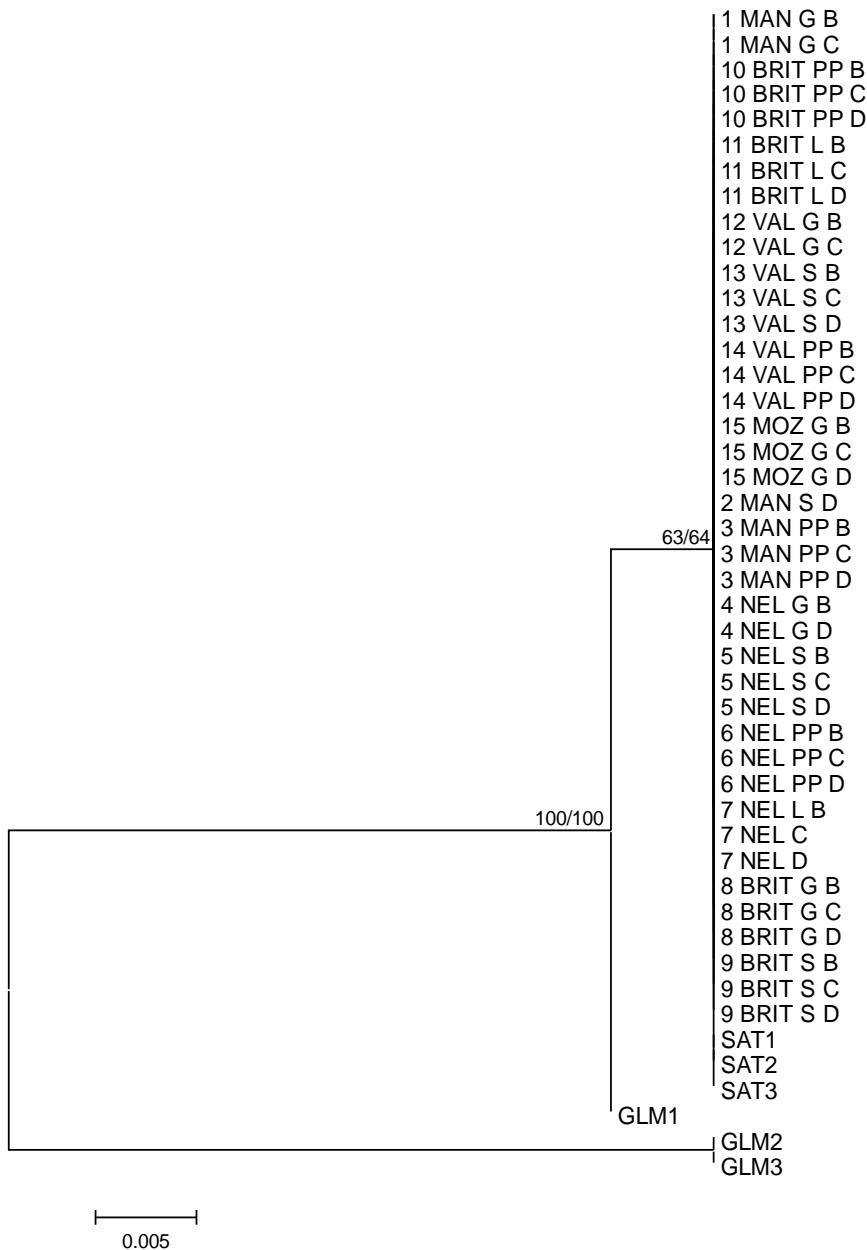 1 MAN G B
1 MAN G C
10 BRIT PP B
10 BRIT PP C
10 BRIT PP D
11 BRIT L B
11 BRIT L C
11 BRIT L D
12 VAL G B
12 VAL G C
13 VAL S B
13 VAL S C
13 VAL S D
14 VAL PP B
14 VAL PP C
14 VAL PP D
15 MOZ G B
15 MOZ G C
15 MOZ G D
2 MAN S D
3 MAN PP B
3 MAN PP C
3 MAN PP D
4 NEL G B
4 NEL G D
5 NEL S B
5 NEL S C
5 NEL S D
6 NEL PP B
6 NEL PP C
6 NEL PP D
7 NEL L B
7 NEL C
7 NEL D
8 BRIT G B
8 BRIT G C
8 BRIT G D
9 BRIT S B
9 BRIT S C
9 BRIT S D
SAT1
SAT2
SAT3
GLM1
GLM2
GLM3
63/64
100/100
0.005